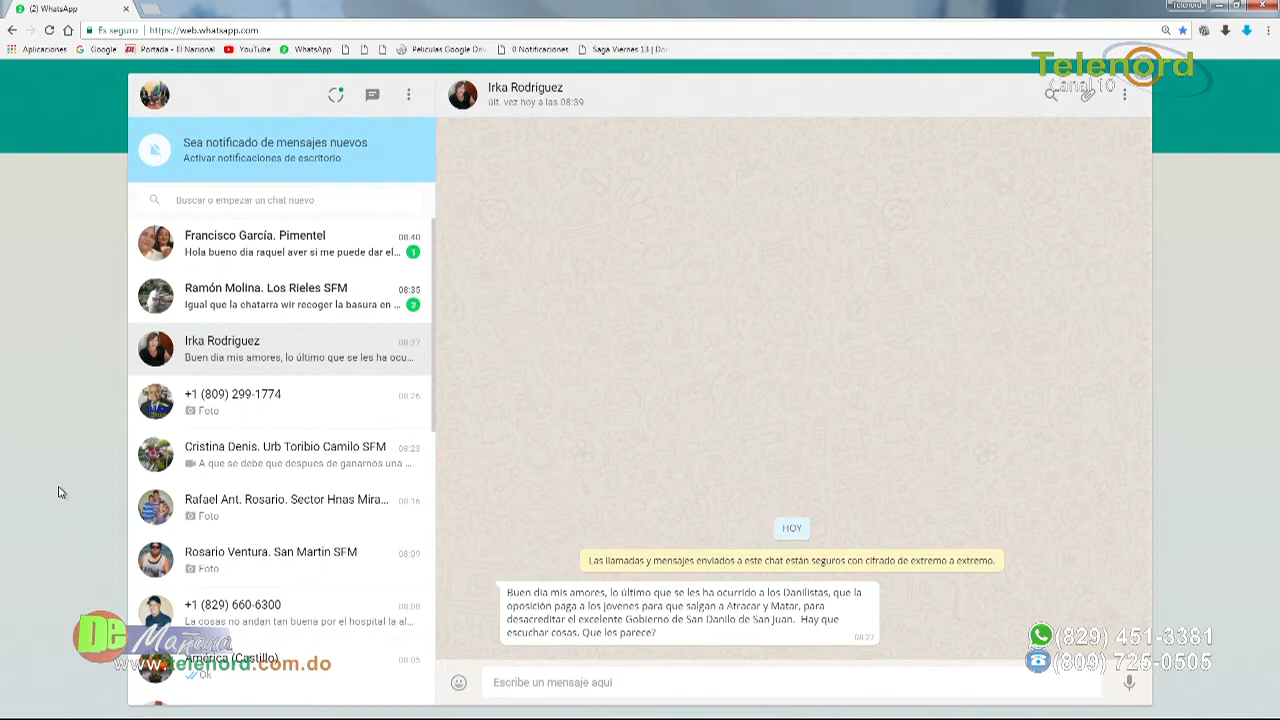 (2) WhatsApp
Telenord
Es seguro
https://web.whatsapp.com
Aplicaciones
Google
Portada - El Nacional
YouTube
WhatsApp
Peliculas Google Dri
0 Notificaciones
Saga Viernes 13 | Do
Telenord
Canal 10
Irka Rodriguez
últ. vez hoy a las 08:39
Sea notificado de mensajes nuevos
Activar notificaciones de escritorio
Buscar o empezar un chat nuevo
Francisco García. Pimentel 08:40
Hola bueno dia raquel aver si me puede dar el... 1
Ramón Molina. Los Rieles SFM 08:35
Igual que la chatarra wir recoger la basura en ... 2
Irka Rodriguez 08:27
Buen dia mis amores, lo último que se les ha ocu...
+1 (809) 299-1774 08:26
Foto
Cristina Denis. Urb Toribio Camilo SFM 08:23
A que se debe que despues de ganarnos una ...
Rafael Ant. Rosario. Sector Hnas Mira... 08:16
Foto
Rosario Ventura. San Martin SFM 08:09
Foto
+1 (829) 660-6300 08:08
La cosas no andan tan buena por el hospital la al...
América (Castillo) 08:05
Ok
HOY
Las llamadas y mensajes enviados a este chat están seguros con cifrado de extremo a extremo.
Buen dia mis amores, lo último que se les ha ocurrido a los Danilistas, que la
oposición paga a los jovenes para que salgan a Atracar y Matar, para
desacreditar el excelente Gobierno de San Danilo de San Juan. Hay que
escuchar cosas. Que les parece?
08:27
Escribe un mensaje aquí
De Mañana
www.telenord.com.do
(829) 451-3381
(809) 725-0505